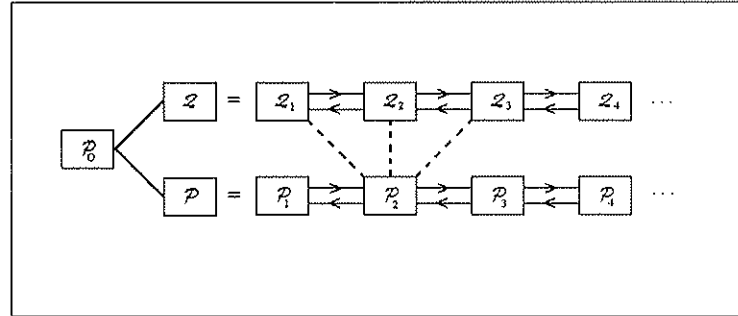 𝒬 = 𝒬₁ 𝒬₂ 𝒬₃ 𝒬₄ ...
𝒫₀
𝒫 = 𝒫₁ 𝒫₂ 𝒫₃ 𝒫₄ ...